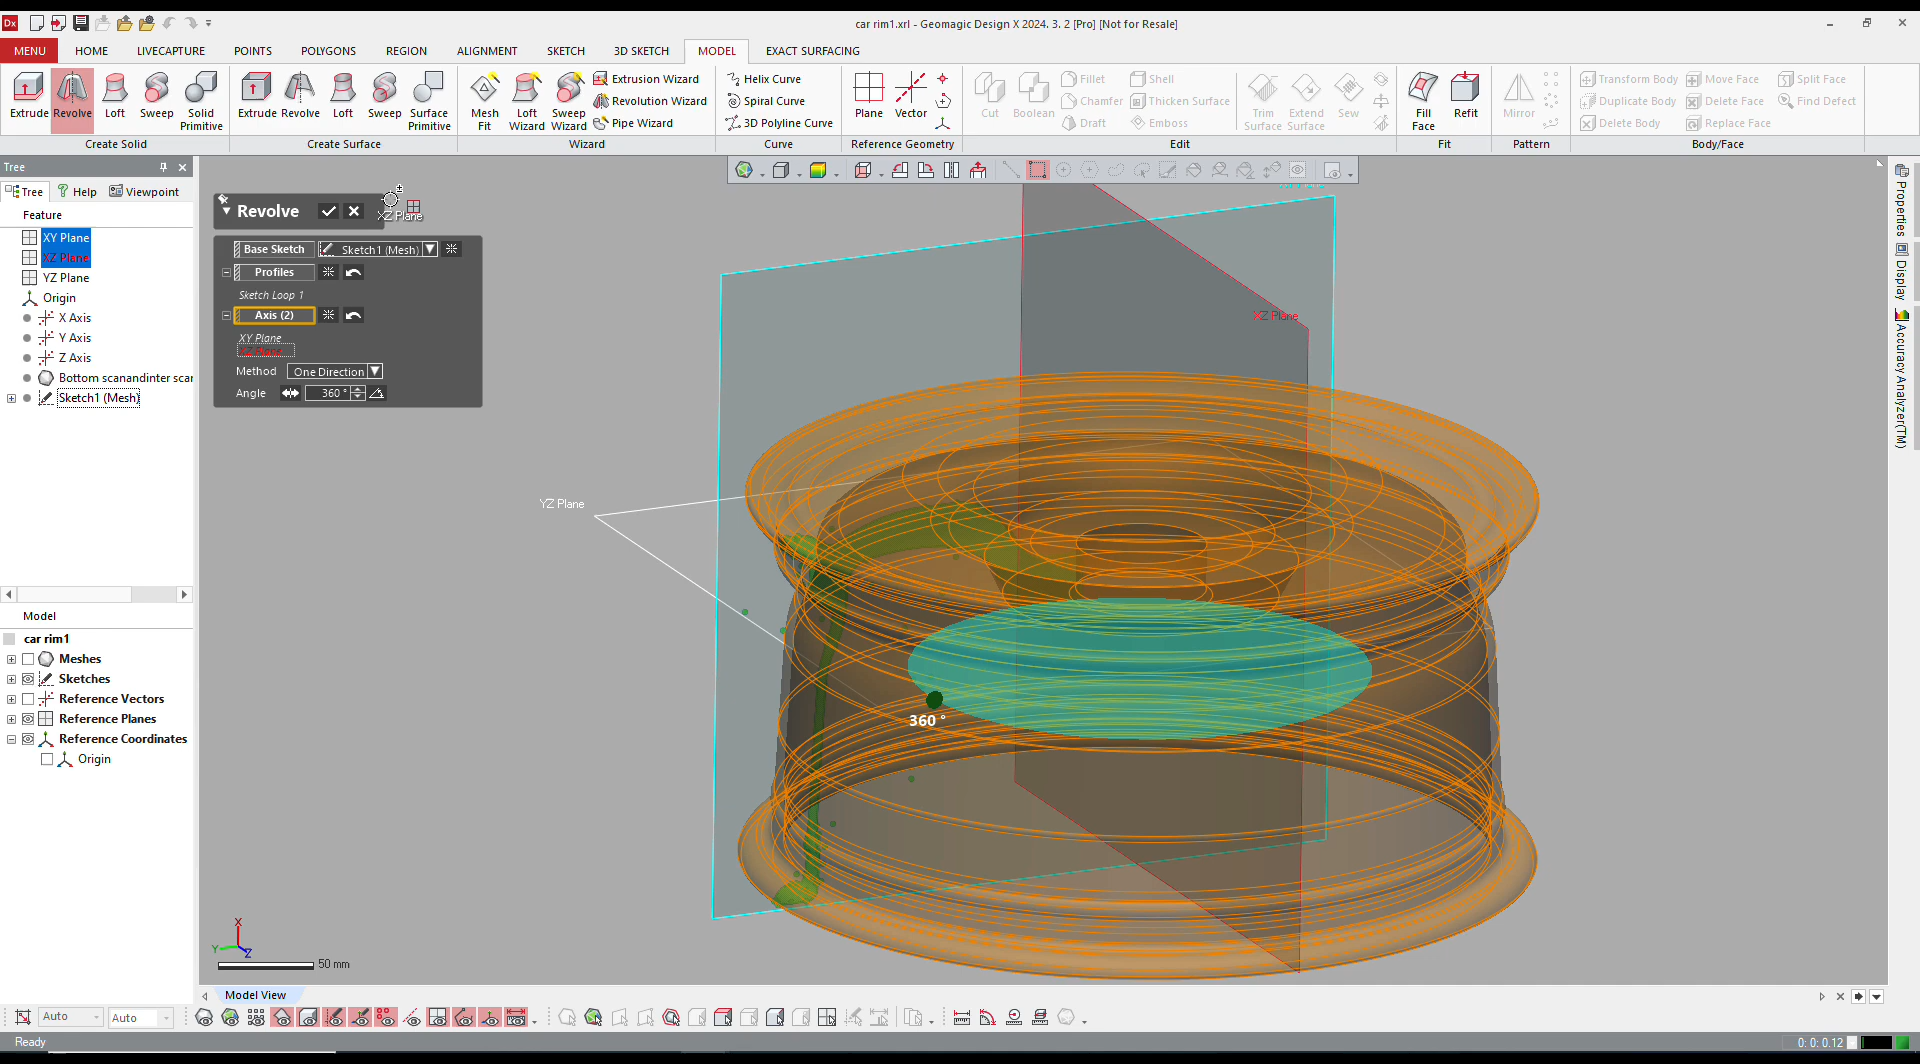 Dx
car rim1.xrl - Geomagic Design X 2024. 3. 2 [Pro] [Not for Resale]
MENU HOME LIVECAPTURE POINTS POLYGONS REGION ALIGNMENT SKETCH 3D SKETCH MODEL EXACT SURFACING
Extrude Revolve Loft Sweep Solid Primitive
Extrude Revolve Loft Sweep Surface Primitive
Mesh Fit Loft Wizard Sweep Wizard
Extrusion Wizard
Revolution Wizard
Pipe Wizard
Helix Curve
Spiral Curve
3D Polyline Curve
Plane Vector
Cut Boolean
Fillet
Chamfer
Draft
Shell
Thicken Surface
Emboss
Trim Surface Extend Surface Sew
Fill Face Refit
Mirror
Transform Body
Duplicate Body
Delete Body
Move Face
Delete Face
Replace Face
Split Face
Find Defect
Create Solid Create Surface Wizard Curve Reference Geometry Edit Fit Pattern Body/Face
Tree
Tree Help Viewpoint
Feature
XY Plane
XZ Plane
YZ Plane
Origin
X Axis
Y Axis
Z Axis
Bottom scanandinter scar
Sketch1 (Mesh)
Model
car rim1
Meshes
Sketches
Reference Vectors
Reference Planes
Reference Coordinates
Origin
Revolve
XZ Plane
Base Sketch Sketch1 (Mesh)
Profiles
Sketch Loop 1
Axis (2)
XY Plane
Method One Direction
Angle 360 °
XZ Plane
YZ Plane
360 °
X
Y
Z
50 mm
Properties
Display
Accuracy Analyzer(TM)
Model View
Auto Auto
Ready
0: 0: 0.12